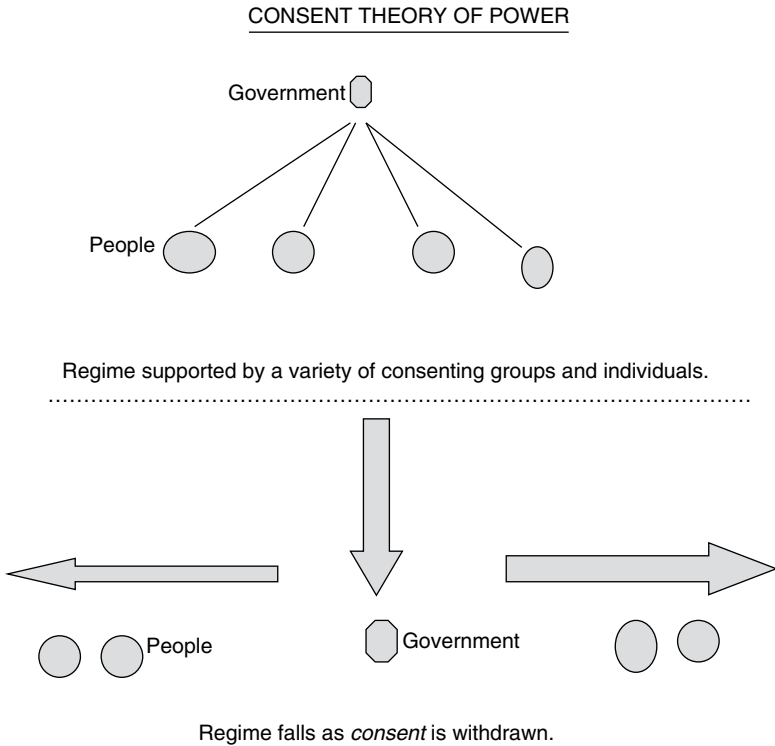 CONSENT THEORY OF POWER
Government
People
Regime supported by a variety of consenting groups and individuals.
People
Government
Regime falls as consent is withdrawn.